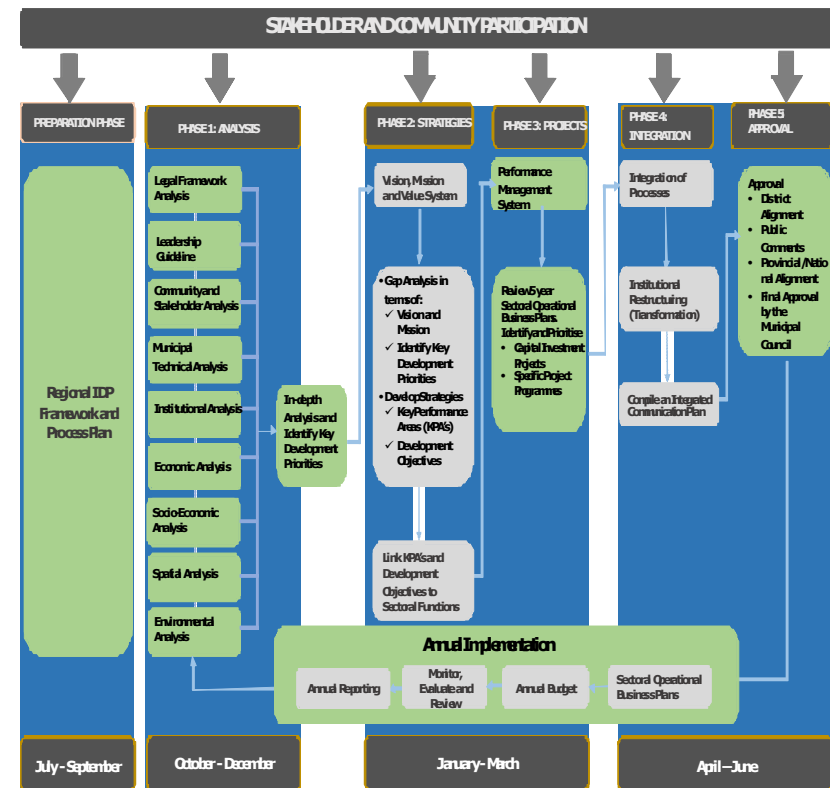 STAKEHOLDER AND COMMUNITY PARTICIPATION
PREPARATION PHASE
PHASE 1: ANALYSIS
PHASE 2: STRATEGIES
PHASE 3: PROJECTS
PHASE 4:
INTEGRATION
PHASE 5:
APPROVAL
Regional IDP
Framework and
Process Plan
Legal Framework
Analysis
Leadership
Guideline
Community and
Stakeholder Analysis
Municipal
Technical Analysis
Institutional Analysis
Economic Analysis
Socio-Economic
Analysis
Spatial Analysis
Environmental
Analysis
In-depth
Analysis and
Identify Key
Development
Priorities
Vision, Mission
and Value System
• Gap Analysis in
terms of:
✓ Vision and
Mission
✓ Identify Key
Development
Priorities
• Develop Strategies
✓ Key Performance
Areas (KPA's)
✓ Development
Objectives
Link KPA's and
Development
Objectives to
Sectoral Functions
Performance
Management
System
Review 5 year
Sectoral Operational
Business Plans.
Identify and Prioritise
• Capital Investment
Projects
• Specific Project
Programmes
Integration of
Processes
Institutional
Restructuring
(Transformation)
Compile an Integrated
Communication Plan
Approval
• District
Alignment
• Public
Comments
• Provincial /Natio
nal Alignment
• Final Approval
by the
Municipal
Council
Annual Implementation
Annual Reporting
Monitor,
Evaluate and
Review
Annual Budget
Sectoral Operational
Business Plans
July - September
October - December
January - March
April – June